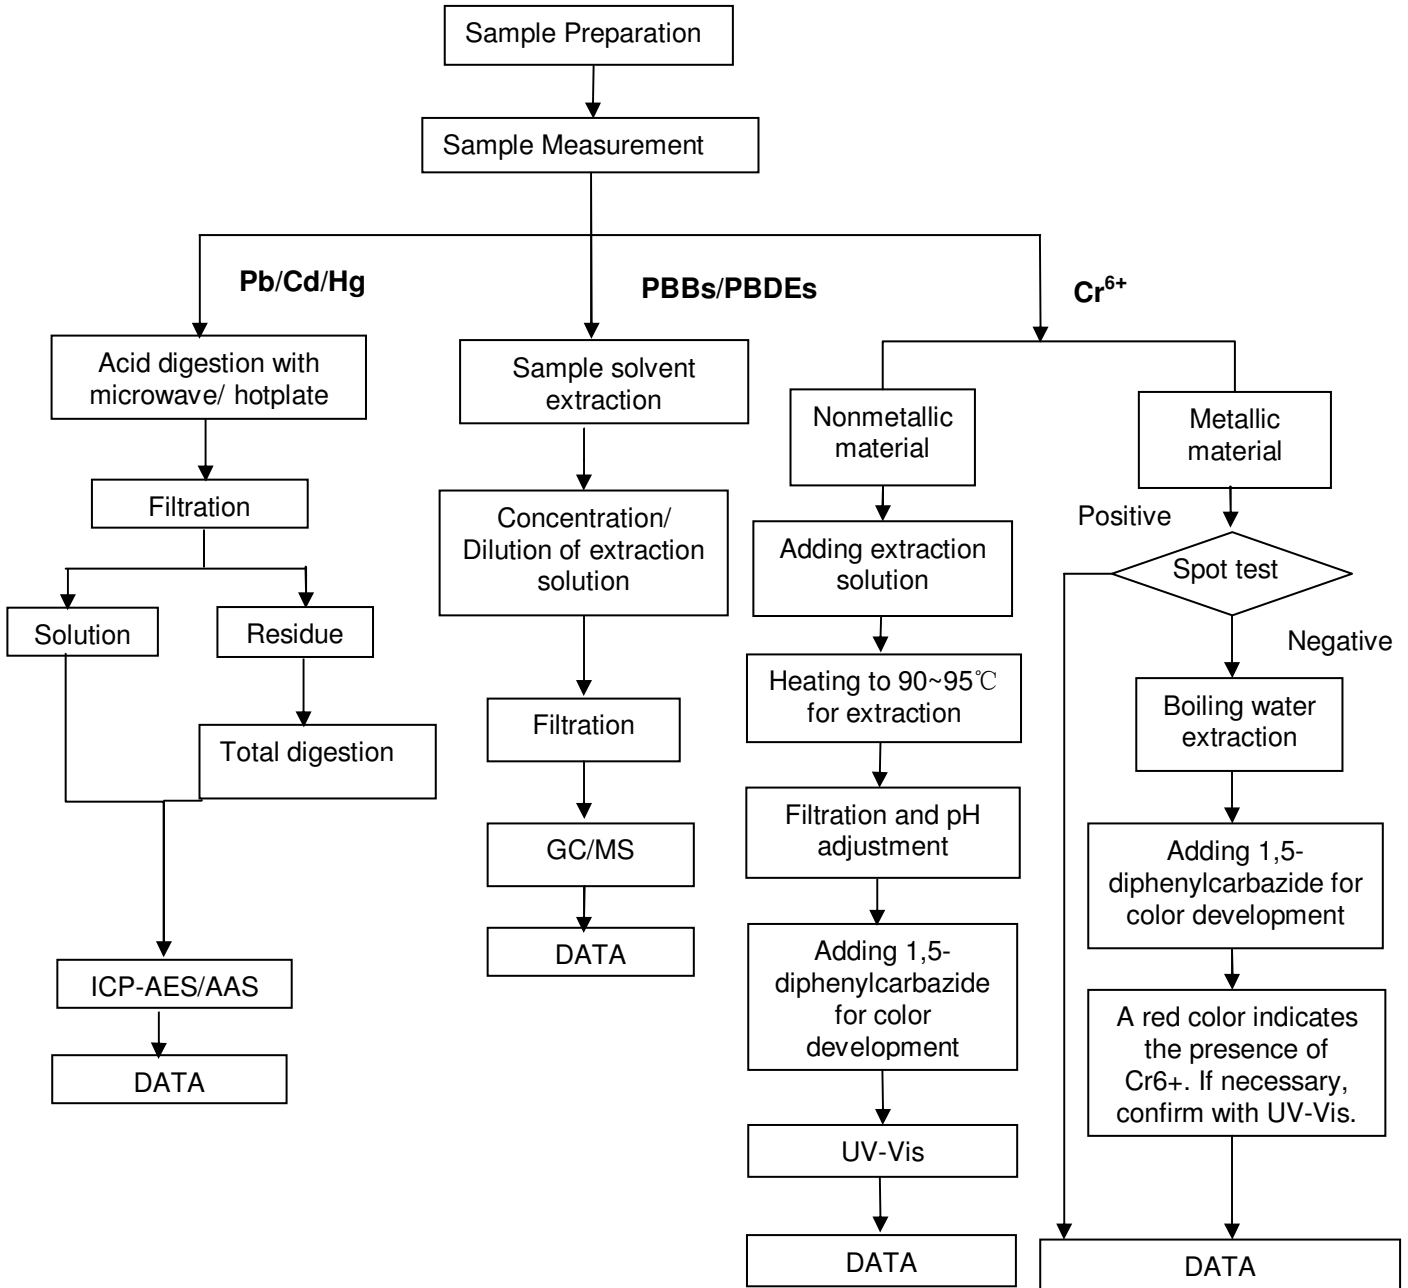 Sample Preparation
Sample Measurement
Pb/Cd/Hg
PBBs/PBDEs
Cr6+
Acid digestion with
microwave/ hotplate
Filtration
Solution
Residue
Total digestion
ICP-AES/AAS
DATA
Sample solvent
extraction
Concentration/
Dilution of extraction
solution
Filtration
GC/MS
DATA
Nonmetallic
material
Adding extraction
solution
Heating to 90~95℃
for extraction
Filtration and pH
adjustment
Adding 1,5-
diphenylcarbazide
for color
development
UV-Vis
DATA
Metallic
material
Positive
Spot test
Negative
Boiling water
extraction
Adding 1,5-
diphenylcarbazide for
color development
A red color indicates
the presence of
Cr6+. If necessary,
confirm with UV-Vis.
DATA